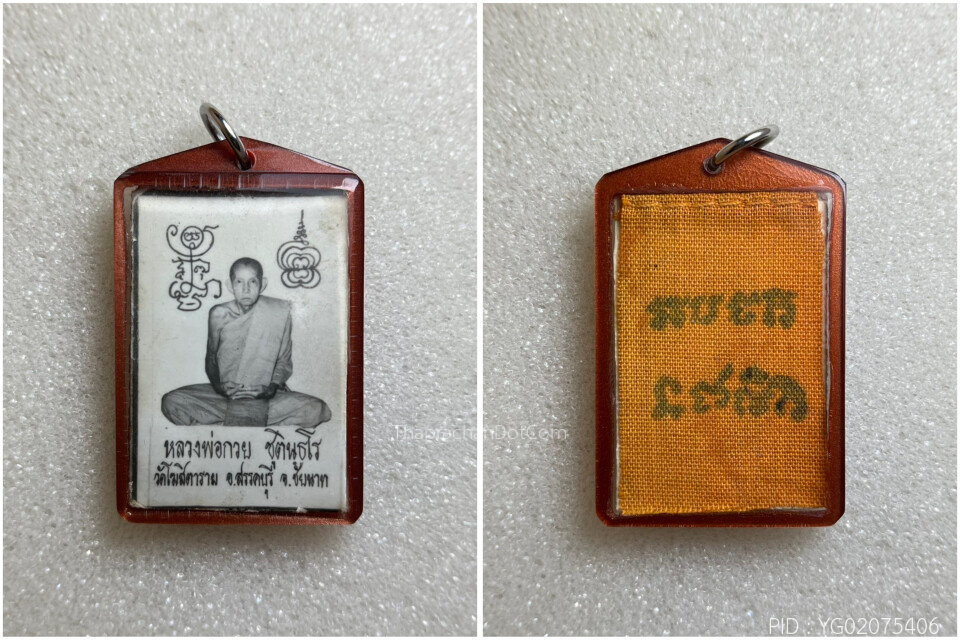 หลวงพ่อกวย ชุตินฺธโร
วัดโฆสิตาราม อ.สรรคบุรี จ.ชัยนาท
ThaprachanDotCom
PID : YG02075406